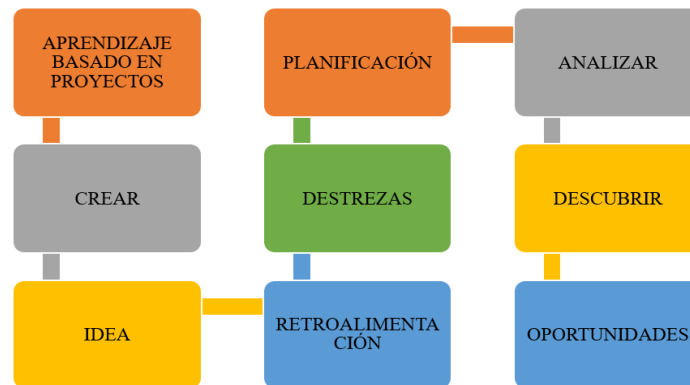 APRENDIZAJE
BASADO EN
PROYECTOS
CREAR
IDEA
RETROALIMENTA
CIÓN
DESTREZAS
PLANIFICACIÓN
ANALIZAR
DESCUBRIR
OPORTUNIDADES